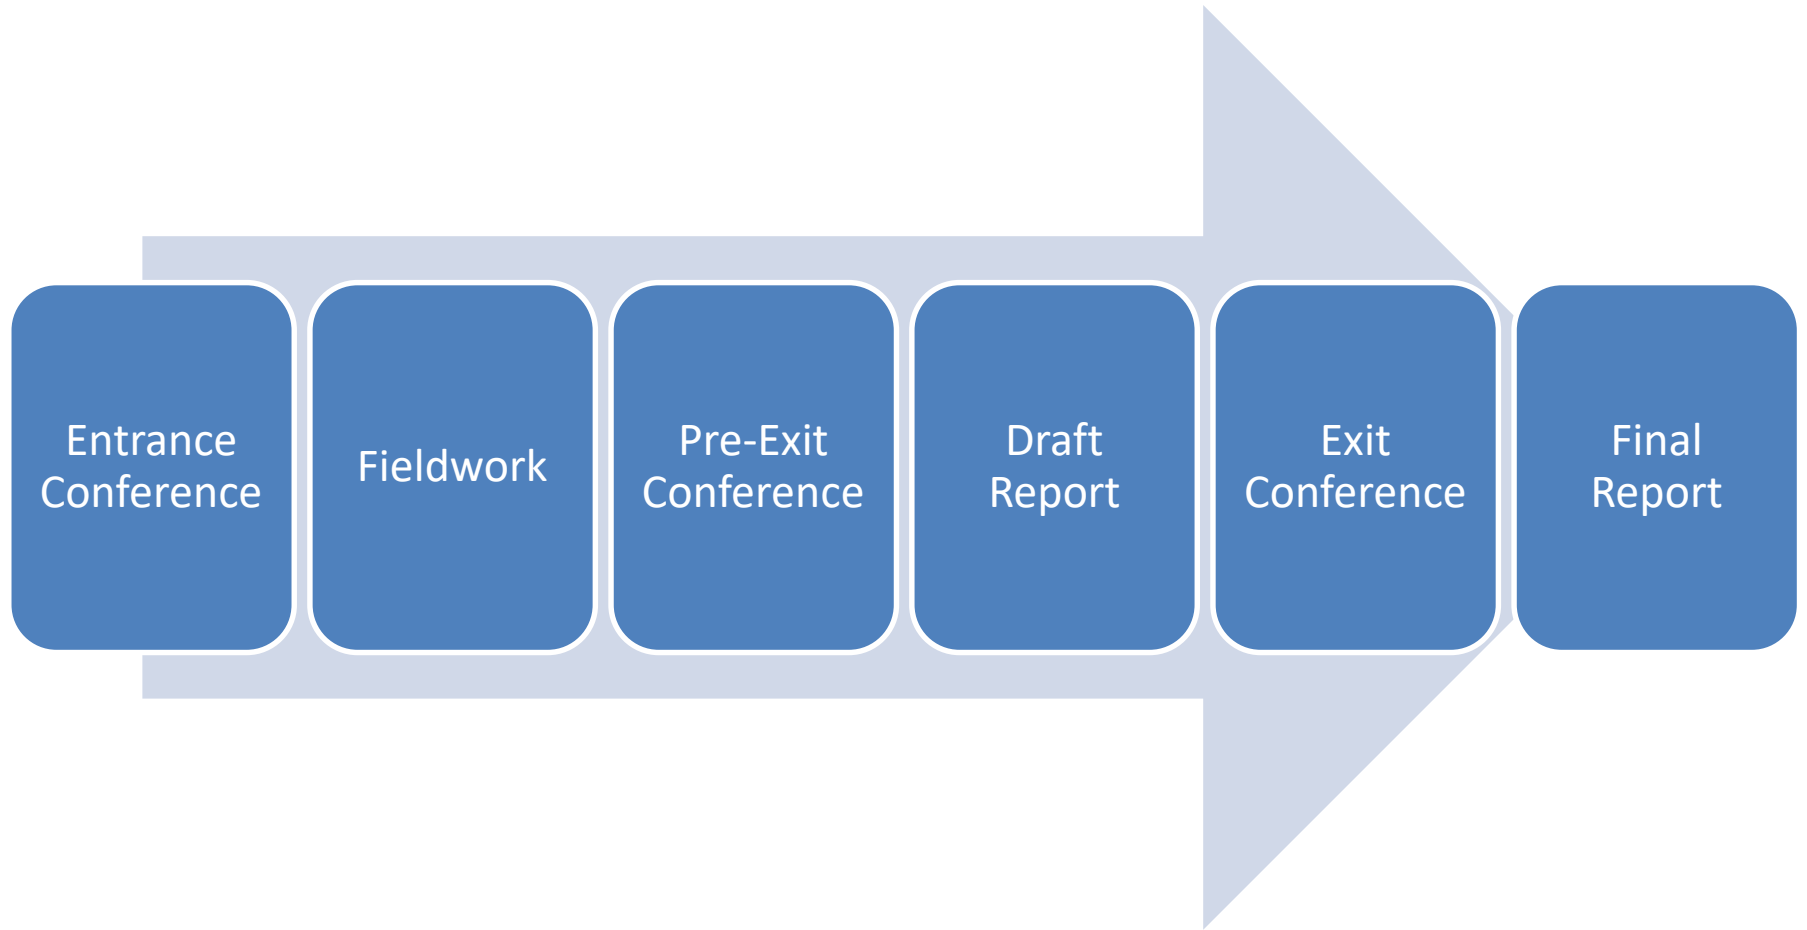 Entrance
Conference
Fieldwork
Pre-Exit
Conference
Draft
Report
Exit
Conference
Final
Report